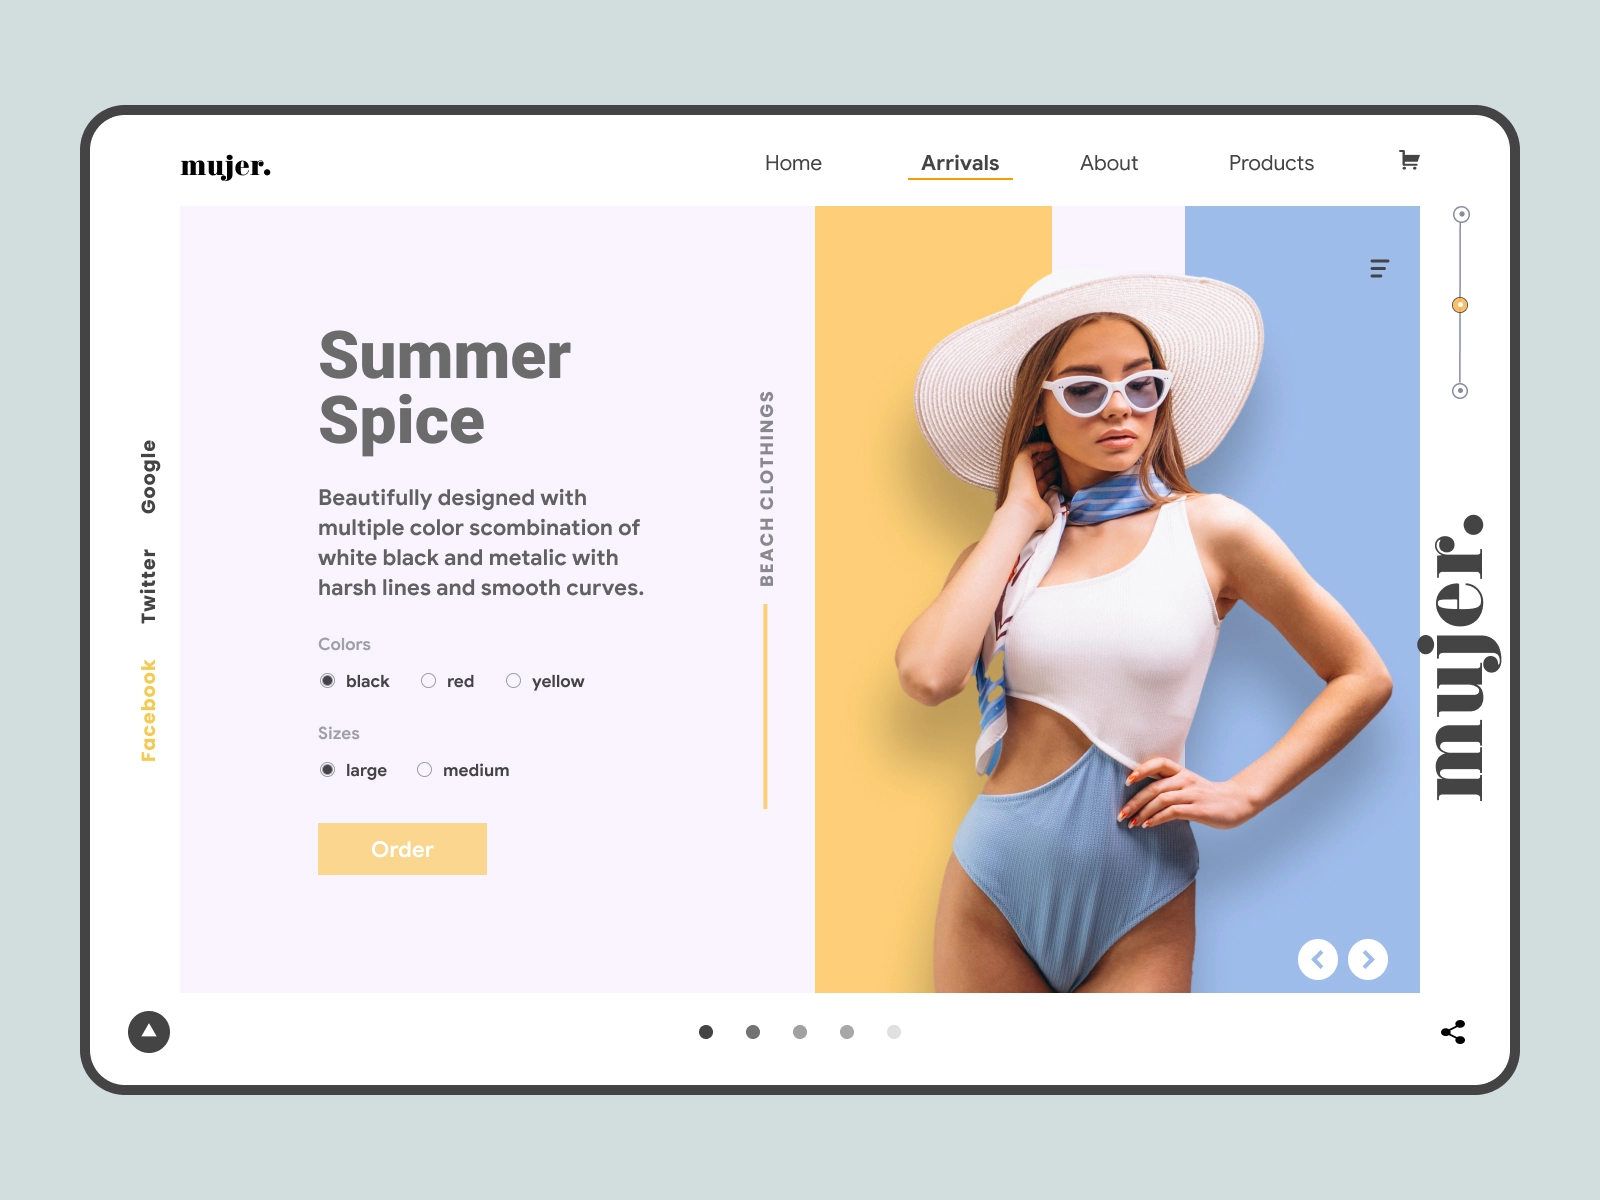 mujer.
Home
Arrivals
About
Products
Summer
Spice
Beautifully designed with
multiple color scombination of
white black and metalic with
harsh lines and smooth curves.
Colors
black
red
yellow
Sizes
large
medium
Order
BEACH CLOTHINGS
Google
Twitter
Facebook
mujer.